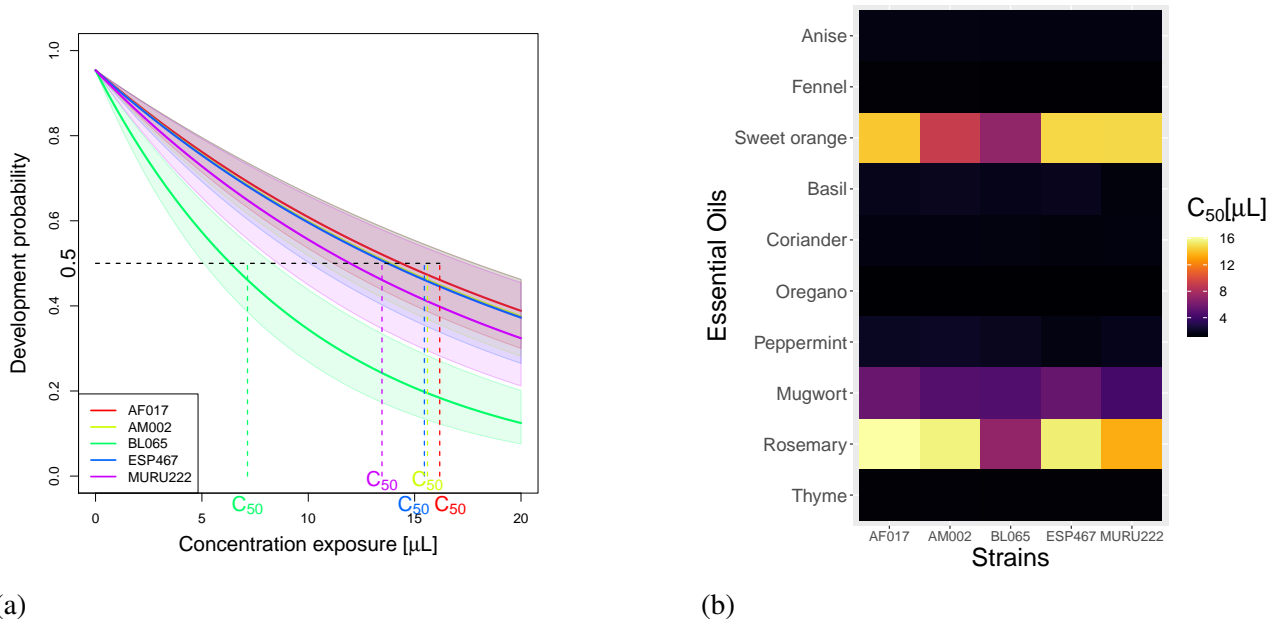 Development probability
1.0
0.8
0.6
0.5
0.4
0.2
0.0
AF017
AM002
BL065
ESP467
MURU222
C50
C50
C50
C50
C50
0 5 10 15 20
Concentration exposure [μL]
(a)
Essential Oils
Anise
Fennel
Sweet orange
Basil
Coriander
Oregano
Peppermint
Mugwort
Rosemary
Thyme
AF017 AM002 BL065 ESP467 MURU222
Strains
C50[μL]
16
12
8
4
(b)